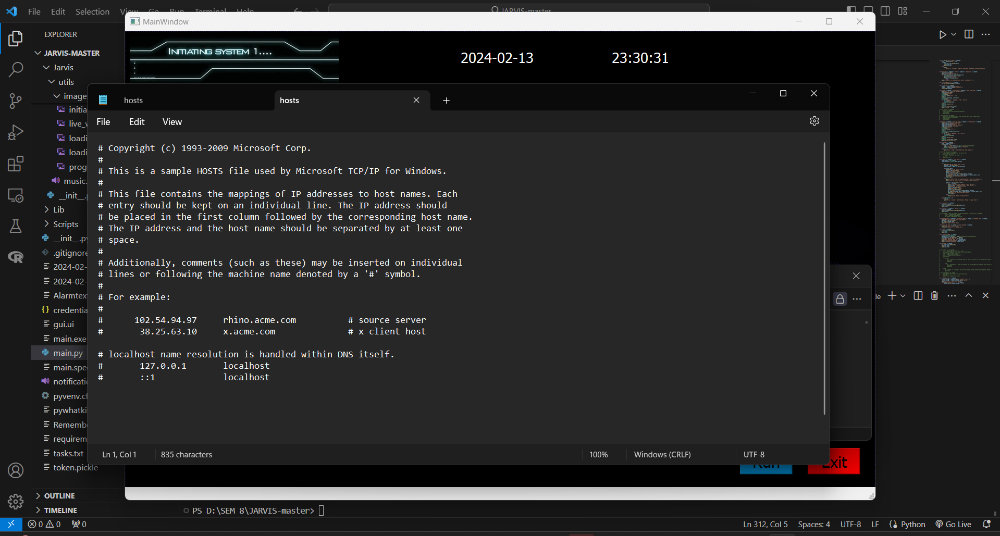 File Edit Selection View Go Run Terminal Help
JARVIS-master
MainWindow
EXPLORER
JARVIS-MASTER
Jarvis
utils
image
initia
live_v
loadi
loadi
prog
music.
__init__.p
Lib
Scripts
__init__.py
.gitignore
2024-02-
2024-02-
Alarmtex
credentia
gui.ui
main.exe
main.py
main.spe
notificatio
pyvenv.cf
pywhatki
Rememb
requirem
tasks.txt
token.pickle
OUTLINE
TIMELINE
INITIATING SYSTEM 1....
2024-02-13
23:30:31
hosts
hosts
File Edit View
# Copyright (c) 1993-2009 Microsoft Corp.
#
# This is a sample HOSTS file used by Microsoft TCP/IP for Windows.
#
# This file contains the mappings of IP addresses to host names. Each
# entry should be kept on an individual line. The IP address should
# be placed in the first column followed by the corresponding host name.
# The IP address and the host name should be separated by at least one
# space.
#
# Additionally, comments (such as these) may be inserted on individual
# lines or following the machine name denoted by a '#' symbol.
#
# For example:
#
#      102.54.94.97     rhino.acme.com          # source server
#       38.25.63.10     x.acme.com              # x client host

# localhost name resolution is handled within DNS itself.
#       127.0.0.1       localhost
#       ::1             localhost
Ln 1, Col 1
835 characters
100%
Windows (CRLF)
UTF-8
Run
Exit
PS D:\SEM 8\JARVIS-master>
0 0 0
Ln 312, Col 5 Spaces: 4 UTF-8 LF Python Go Live